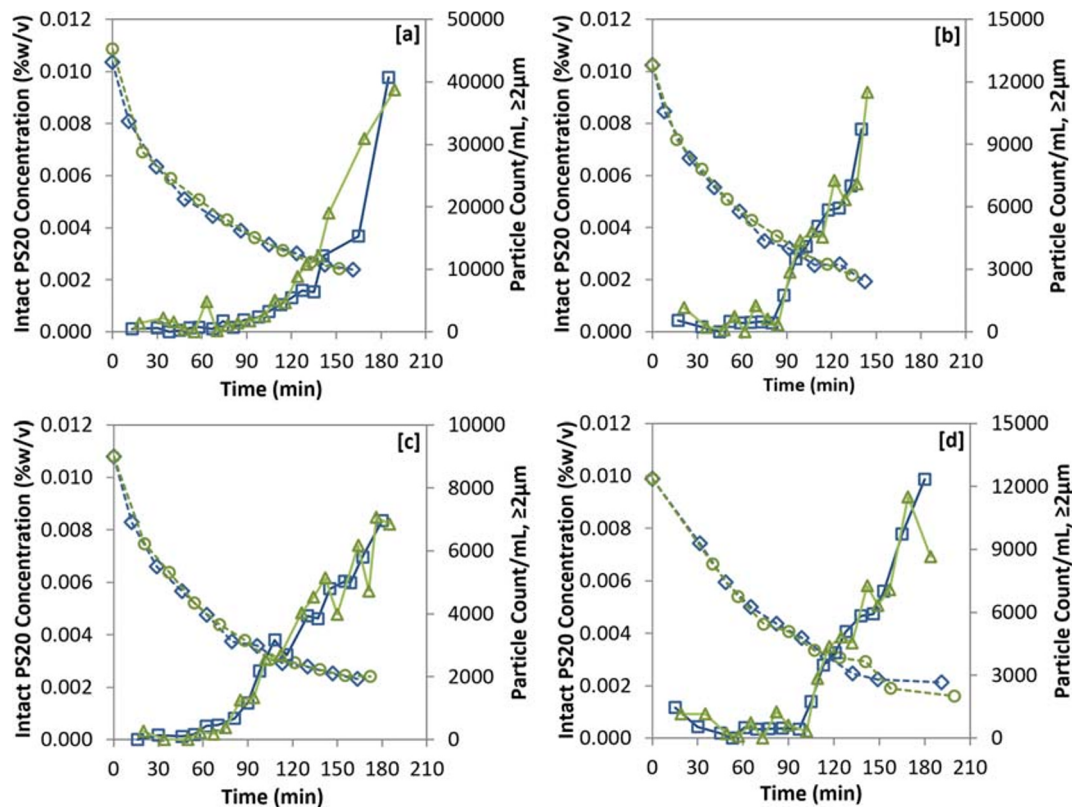 [a]
Intact PS20 Concentration (%w/v)
0.012
0.010
0.008
0.006
0.004
0.002
0.000
50000
40000
30000
20000
10000
0
Particle Count/mL, ≥2μm
0 30 60 90 120 150 180 210
Time (min)
[b]
Intact PS20 Concentration (%w/v)
0.012
0.010
0.008
0.006
0.004
0.002
0.000
15000
12000
9000
6000
3000
0
Particle Count/mL, ≥2μm
0 30 60 90 120 150 180 210
Time (min)
[c]
Intact PS20 Concentration (%w/v)
0.012
0.010
0.008
0.006
0.004
0.002
0.000
10000
8000
6000
4000
2000
0
Particle Count/mL, ≥2μm
0 30 60 90 120 150 180 210
Time (min)
[d]
Intact PS20 Concentration (%w/v)
0.012
0.010
0.008
0.006
0.004
0.002
0.000
15000
12000
9000
6000
3000
0
Particle Count/mL, ≥2μm
0 30 60 90 120 150 180 210
Time (min)